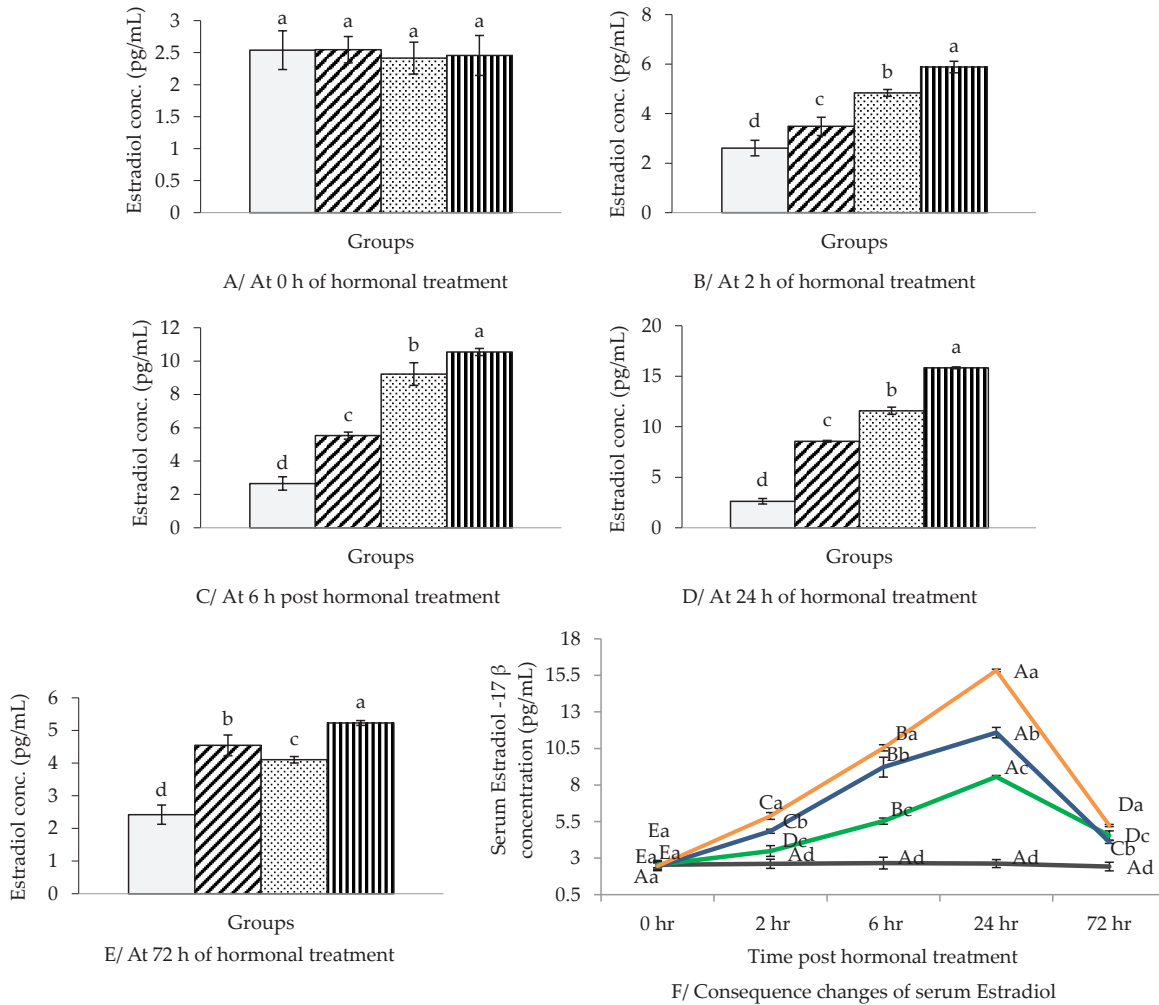 Estradiol conc. (pg/mL)
3
2.5
2
1.5
1
0.5
0
a
a
a
a
Groups
A/ At 0 h of hormonal treatment
Estradiol conc. (pg/mL)
8
6
4
2
0
d
c
b
a
Groups
B/ At 2 h of hormonal treatment
Estradiol conc. (pg/mL)
12
10
8
6
4
2
0
d
c
b
a
Groups
C/ At 6 h post hormonal treatment
Estradiol conc. (pg/mL)
20
15
10
5
0
d
c
b
a
Groups
D/ At 24 h of hormonal treatment
Estradiol conc. (pg/mL)
6
5
4
3
2
1
0
d
b
c
a
Groups
E/ At 72 h of hormonal treatment
Serum Estradiol -17 β
concentration (pg/mL)
18
15.5
13
10.5
8
5.5
3
0.5
Ea
Ea
Ea
Aa
Ca
Cb
Dc
Ad
Ba
Bb
Bc
Ad
Aa
Ab
Ac
Ad
Da
Dc
Cb
Ad
0 hr 2 hr 6 hr 24 hr 72 hr
Time post hormonal treatment
F/ Consequence changes of serum Estradiol